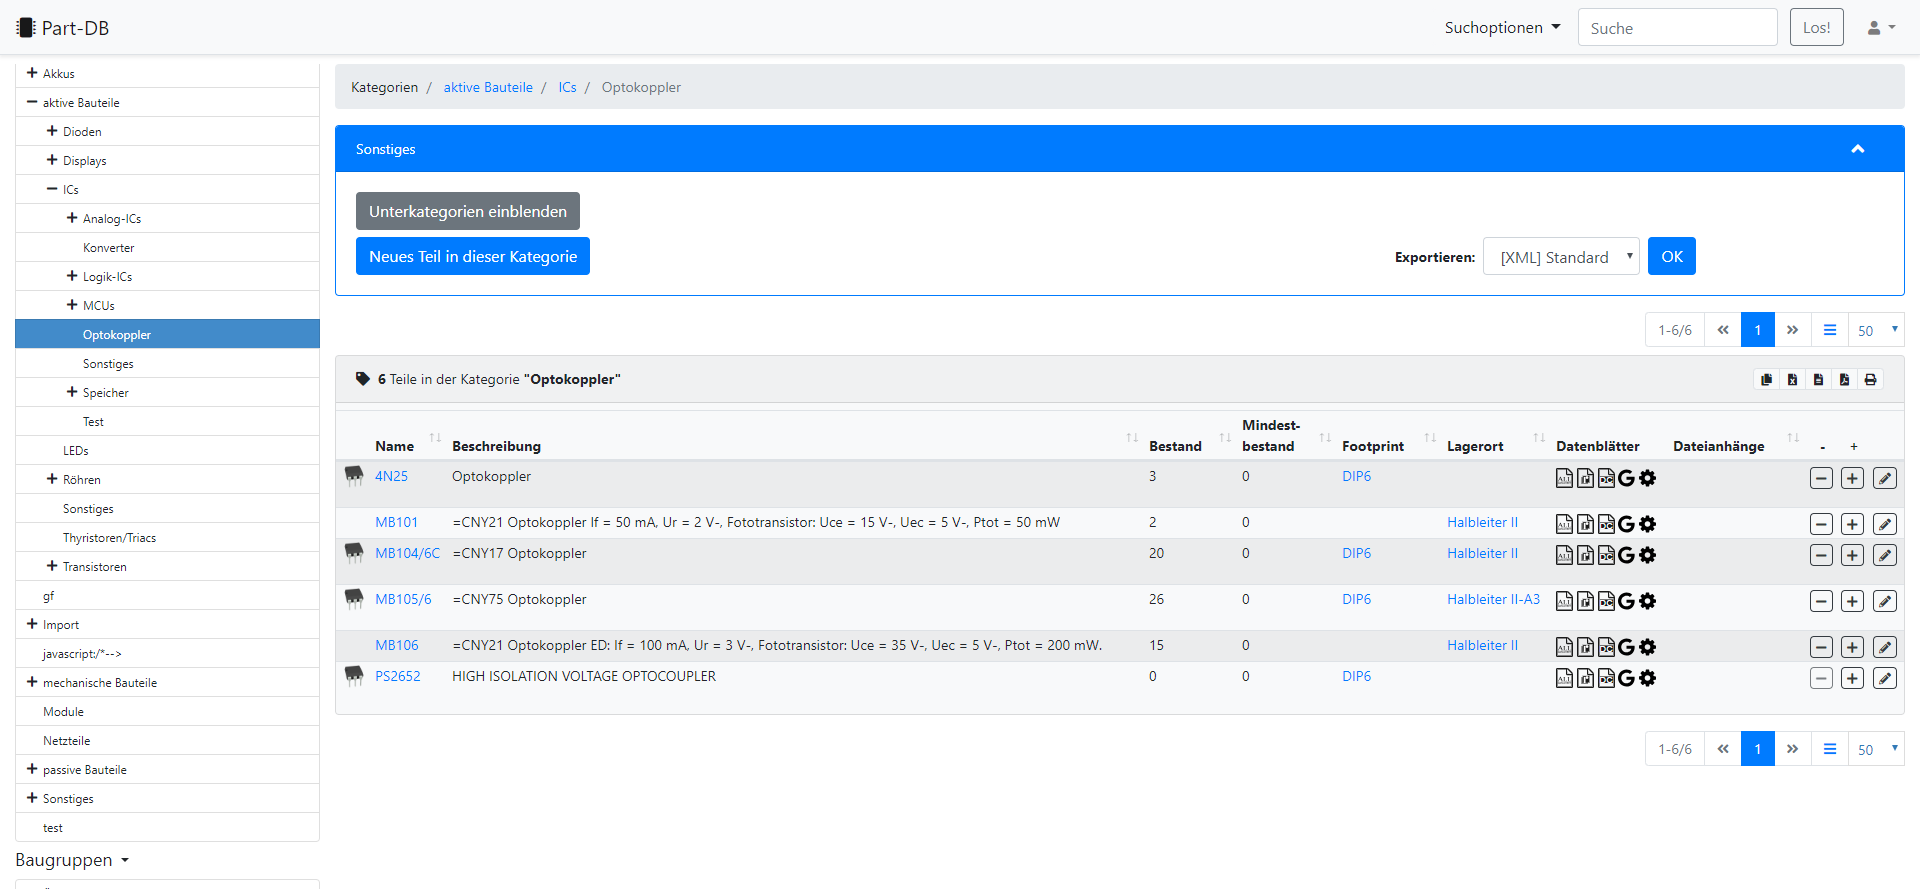 Part-DB
Suchoptionen
Suche
Los!
Akkus
aktive Bauteile
Dioden
Displays
ICs
Analog-ICs
Konverter
Logik-ICs
MCUs
Optokoppler
Sonstiges
Speicher
Test
LEDs
Röhren
Sonstiges
Thyristoren/Triacs
Transistoren
gf
Import
javascript:/*-->
mechanische Bauteile
Module
Netzteile
passive Bauteile
Sonstiges
test
Baugruppen
Kategorien / aktive Bauteile / ICs / Optokoppler
Sonstiges
Unterkategorien einblenden
Neues Teil in dieser Kategorie
Exportieren: [XML] Standard OK
1-6/6 « 1 » 50
6 Teile in der Kategorie "Optokoppler"
Name Beschreibung Bestand Mindest-bestand Footprint Lagerort Datenblätter Dateianhänge - +
4N25 Optokoppler 3 0 DIP6
MB101 =CNY21 Optokoppler If = 50 mA, Ur = 2 V-, Fototransistor: Uce = 15 V-, Uec = 5 V-, Ptot = 50 mW 2 0 Halbleiter II
MB104/6C =CNY17 Optokoppler 20 0 DIP6 Halbleiter II
MB105/6 =CNY75 Optokoppler 26 0 DIP6 Halbleiter II-A3
MB106 =CNY21 Optokoppler ED: If = 100 mA, Ur = 3 V-, Fototransistor: Uce = 35 V-, Uec = 5 V-, Ptot = 200 mW. 15 0 Halbleiter II
PS2652 HIGH ISOLATION VOLTAGE OPTOCOUPLER 0 0 DIP6
1-6/6 « 1 » 50